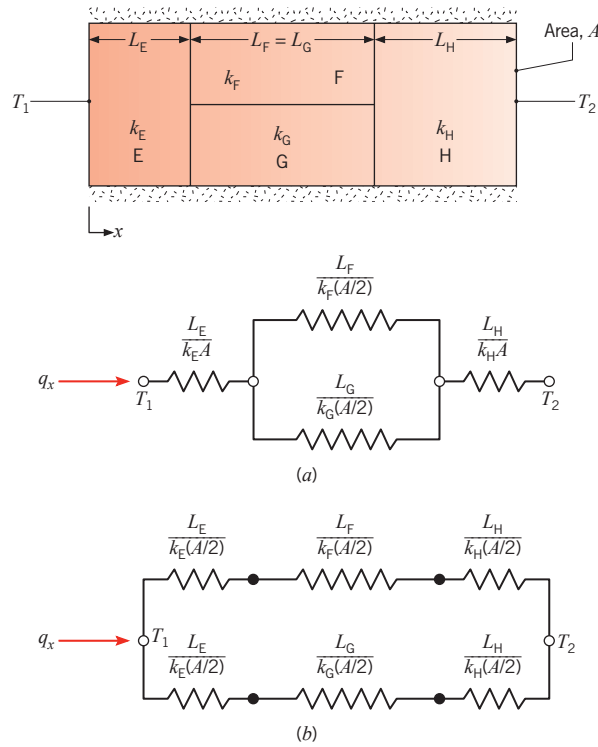 L_E L_F = L_G L_H Area, A
k_F F
T_1 T_2
k_E k_G k_H
E G H
x
L_F
k_F(A/2)
L_E L_H
k_E A k_H A
q_x
T_1 T_2
L_G
k_G(A/2)
(a)
L_E L_F L_H
k_E(A/2) k_F(A/2) k_H(A/2)
q_x T_1 T_2
L_E L_G L_H
k_E(A/2) k_G(A/2) k_H(A/2)
(b)